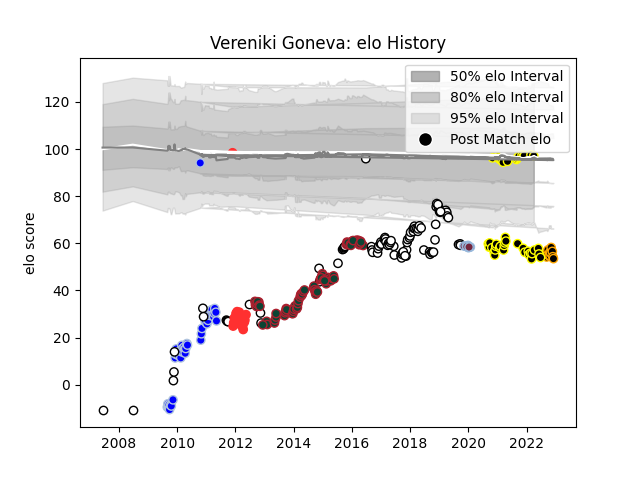 Vereniki Goneva: elo History
50% elo Interval
80% elo Interval
95% elo Interval
Post Match elo
elo score
120
100
80
60
40
20
0
2008 2010 2012 2014 2016 2018 2020 2022